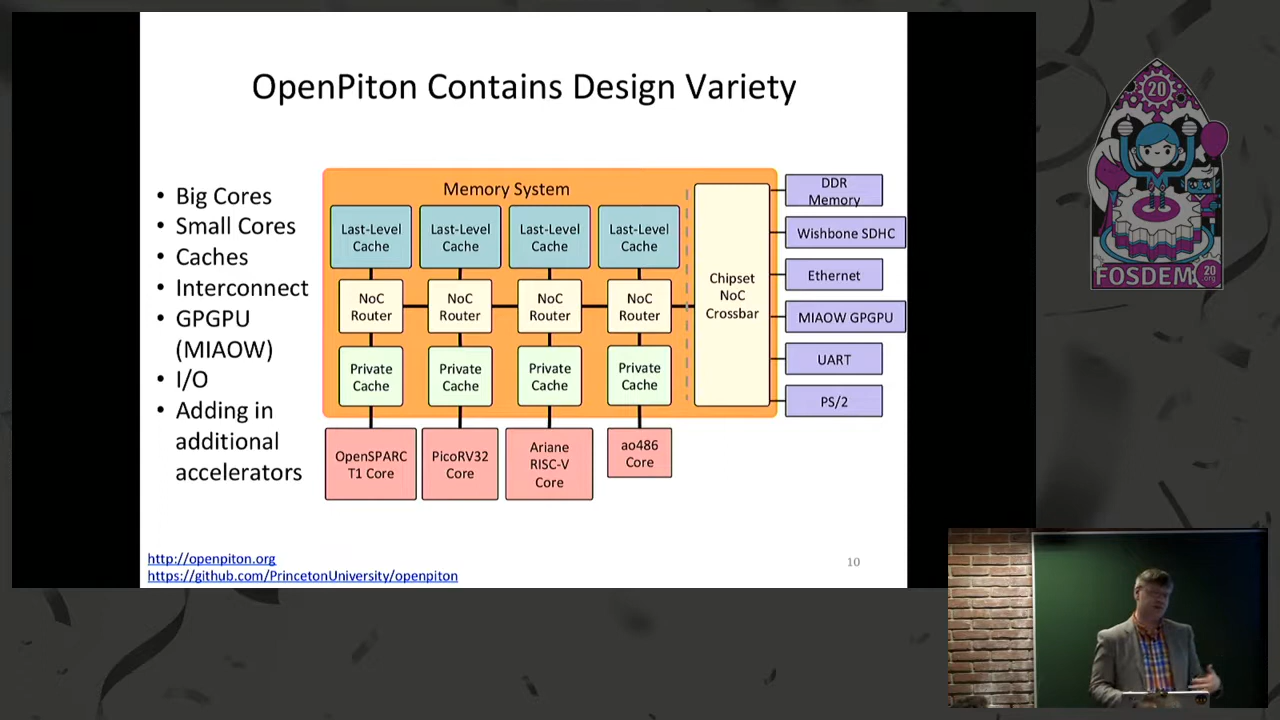 OpenPiton Contains Design Variety
• Big Cores
• Small Cores
• Caches
• Interconnect
• GPGPU
(MIAOW)
• I/O
• Adding in
additional
accelerators
Memory System
Last-Level
Cache
Last-Level
Cache
Last-Level
Cache
Last-Level
Cache
NoC
Router
NoC
Router
NoC
Router
NoC
Router
Private
Cache
Private
Cache
Private
Cache
Private
Cache
OpenSPARC
T1 Core
PicoRV32
Core
Ariane
RISC-V
Core
ao486
Core
Chipset
NoC
Crossbar
DDR
Memory
Wishbone SDHC
Ethernet
MIAOW GPGPU
UART
PS/2
http://openpiton.org
https://github.com/PrincetonUniversity/openpiton
10
20
FOSDEM
20
.org